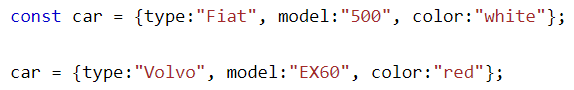 const car = {type:"Fiat", model:"500", color:"white"};
car = {type:"Volvo", model:"EX60", color:"red"};